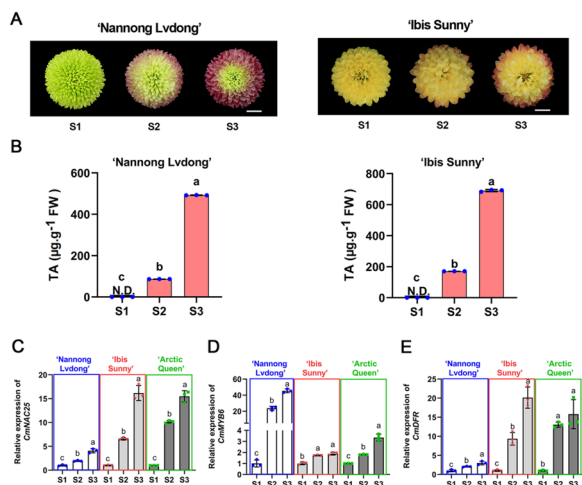 A
'Nannong Lvdong'
'Ibis Sunny'
S1 S2 S3
S1 S2 S3
B
'Nannong Lvdong'
TA (µg.g-1 FW)
600
400
200
0
c
N.D.
b
a
S1 S2 S3
'Ibis Sunny'
TA (µg.g-1 FW)
800
600
400
200
0
c
N.D.
b
a
S1 S2 S3
C
'Nannong
Lvdong'
'Ibis
Sunny'
'Arctic
Queen'
Relative expression of
CmNAC25
20
15
10
5
0
c b a c b a c b a
S1 S2 S3 S1 S2 S3 S1 S2 S3
D
'Nannong
Lvdong'
'Ibis Sunny'
'Arctic
Queen'
Relative expression of
CmMYB6
60
40
20
4
3
2
1
0
c b a b a a c b a
S1 S2 S3 S1 S2 S3 S1 S2 S3
E
'Nannong
Lvdong'
'Ibis
Sunny'
'Arctic
Queen'
Relative expression of
CmDFR
25
20
15
10
5
0
c b a c b a b a a
S1 S2 S3 S1 S2 S3 S1 S2 S3